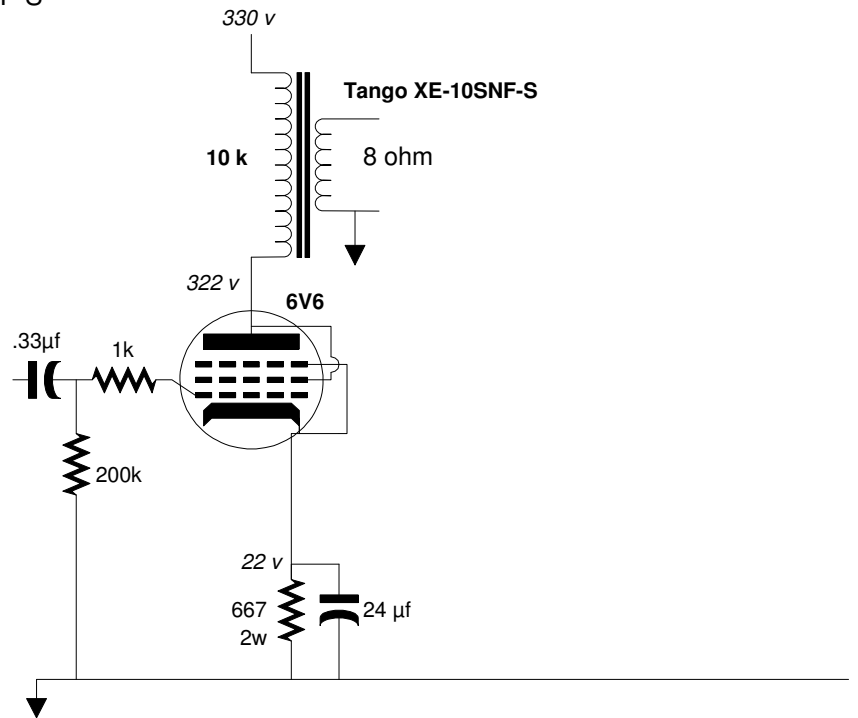 330 v
Tango XE-10SNF-S
10 k
8 ohm
322 v
6V6
.33µf
1k
200k
22 v
667
24 µf
2w